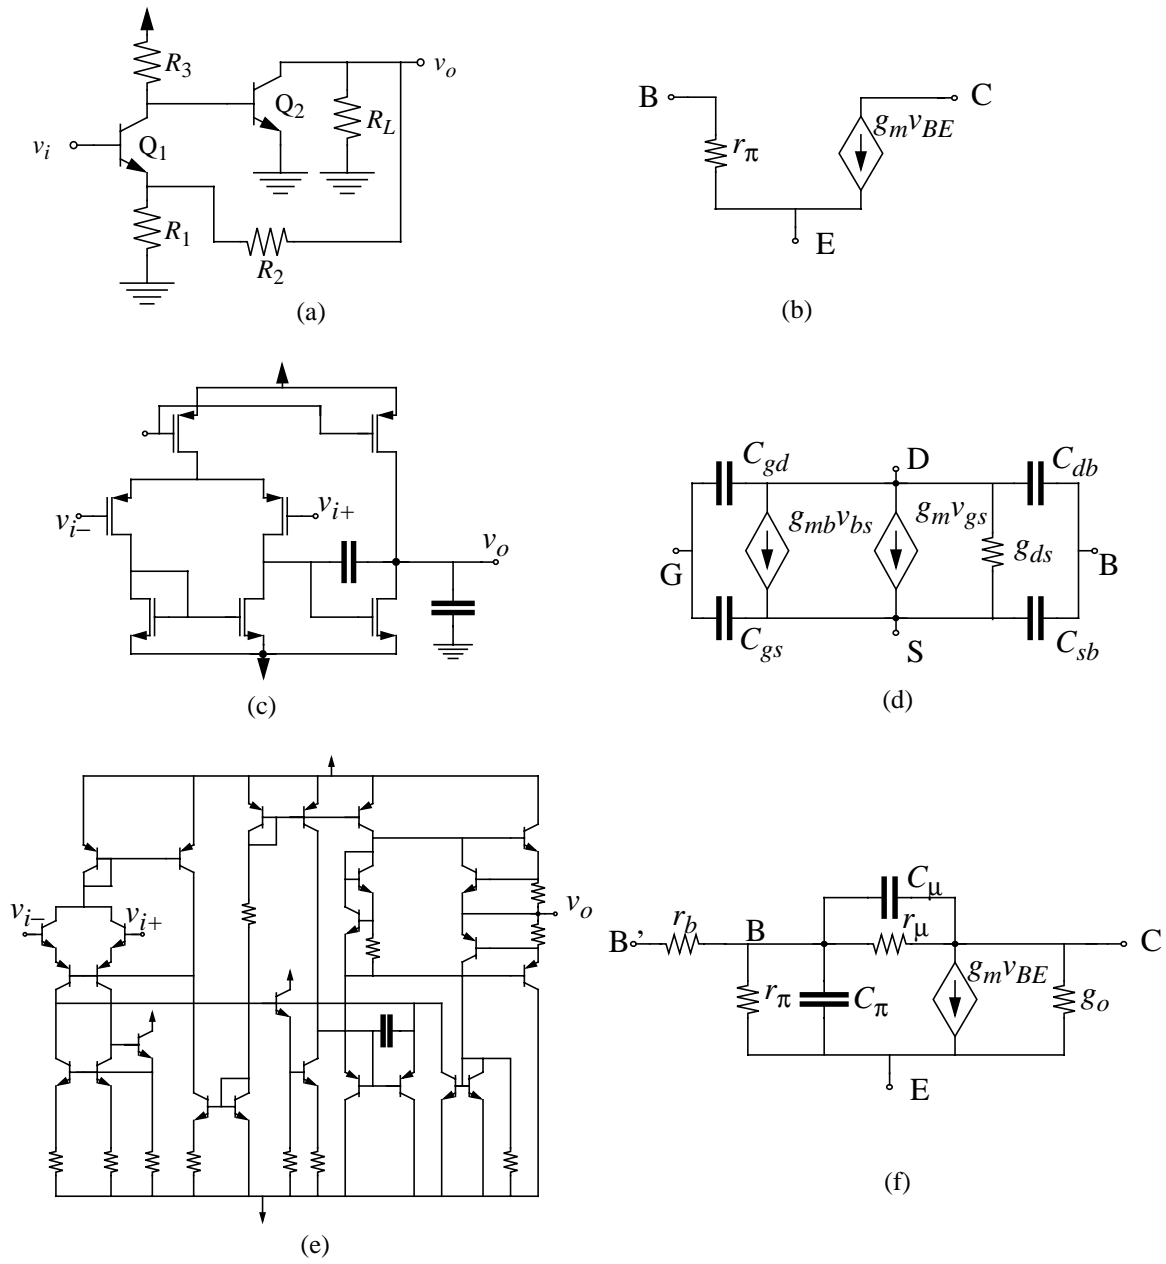 R3
Q2
vo
RL
vi
Q1
R1
R2
(a)
B
C
gmvBE
rπ
E
(b)
vi−
vi+
vo
(c)
Cgd
D
Cdb
gmbvbs
gmvgs
gds
G
B
Cgs
S
Csb
(d)
vi−
vi+
vo
(e)
Cμ
rb
B
rμ
B’
C
gmvBE
rπ
Cπ
go
E
(f)